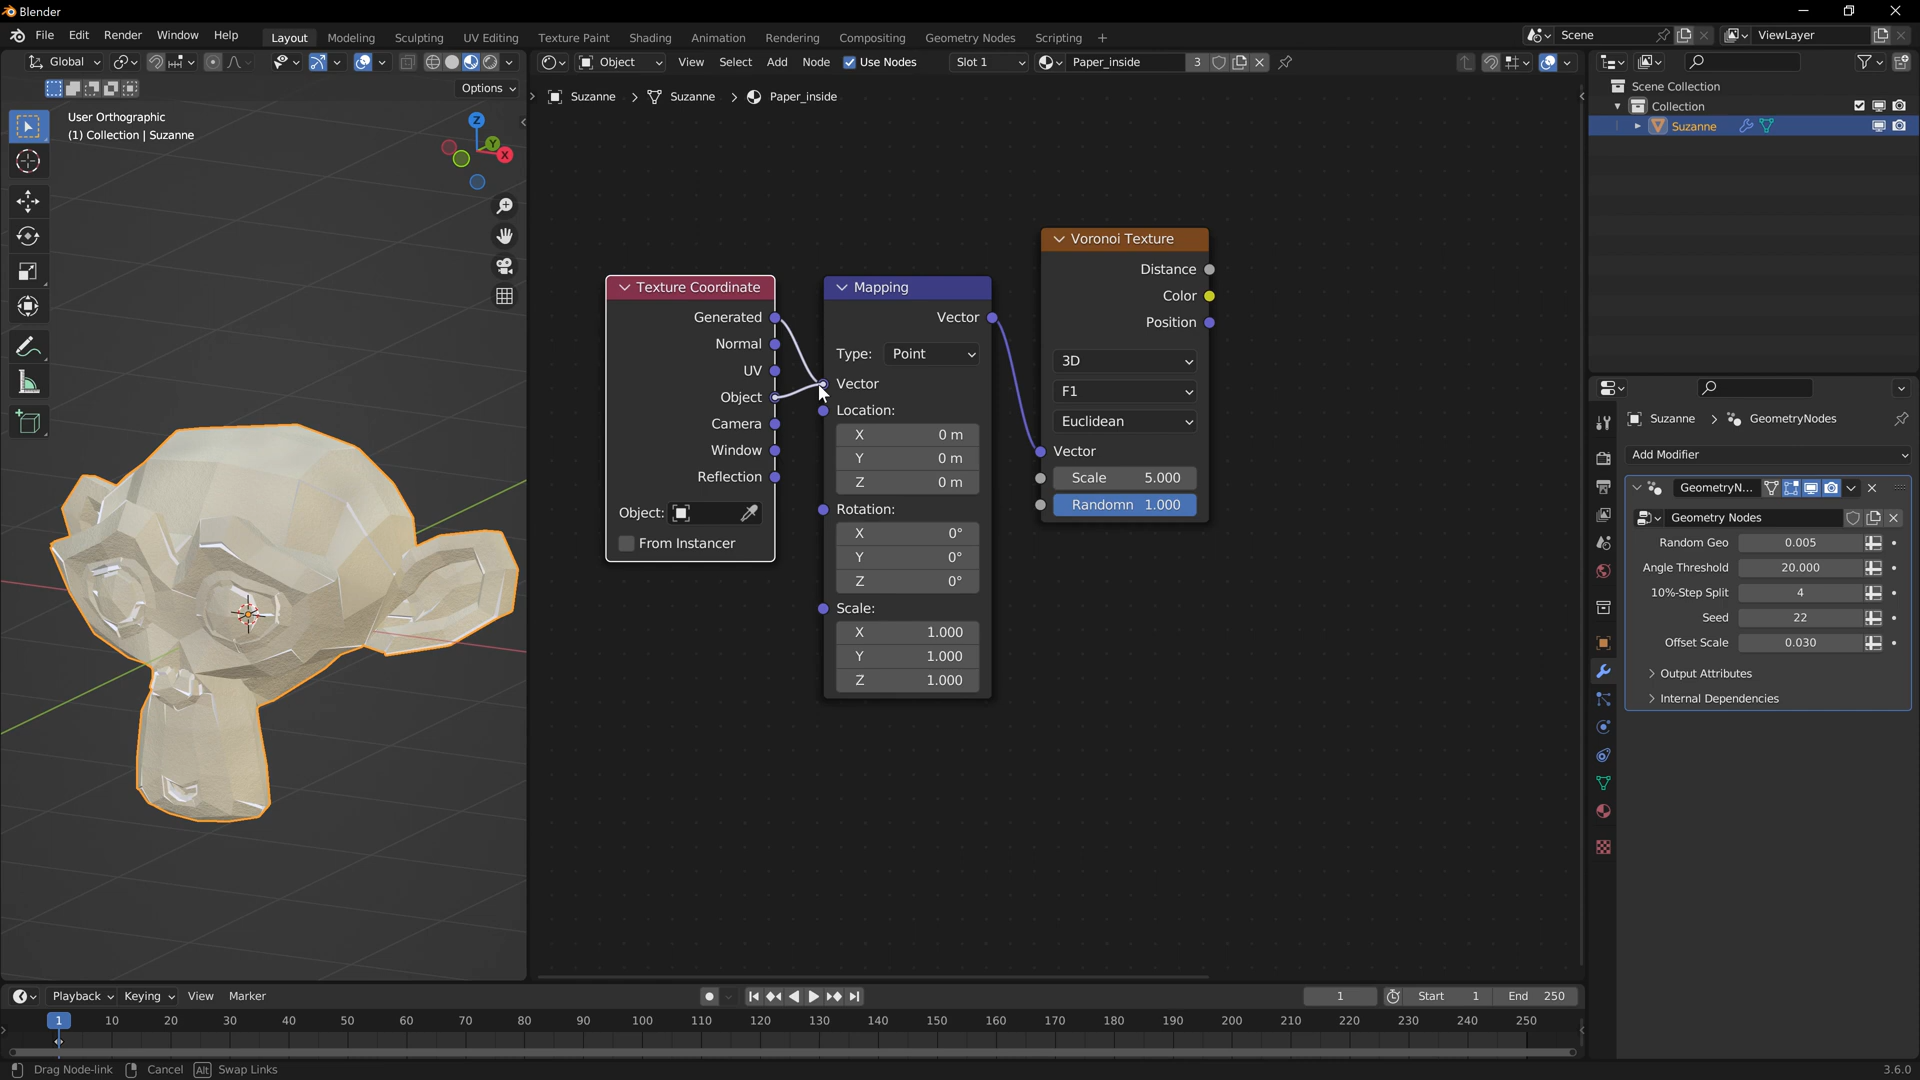 Blender
File Edit Render Window Help Layout Modeling Sculpting UV Editing Texture Paint Shading Animation Rendering Compositing Geometry Nodes Scripting + Scene ViewLayer
Global Object View Select Add Node Use Nodes Slot 1 Paper_inside 3
Options
Suzanne > Suzanne > Paper_inside
User Orthographic
(1) Collection | Suzanne
Z
Y
X
Texture Coordinate
Generated
Normal
UV
Object
Camera
Window
Reflection
Object:
From Instancer
Mapping
Vector
Type: Point
Vector
Location:
X 0 m
Y 0 m
Z 0 m
Rotation:
X 0°
Y 0°
Z 0°
Scale:
X 1.000
Y 1.000
Z 1.000
Voronoi Texture
Distance
Color
Position
3D
F1
Euclidean
Vector
Scale 5.000
Randomn 1.000
Scene Collection
Collection
Suzanne
Suzanne > GeometryNodes
Add Modifier
GeometryN...
Geometry Nodes
Random Geo 0.005
Angle Threshold 20.000
10%-Step Split 4
Seed 22
Offset Scale 0.030
Output Attributes
Internal Dependencies
Playback Keying View Marker 1 Start 1 End 250
1 10 20 30 40 50 60 70 80 90 100 110 120 130 140 150 160 170 180 190 200 210 220 230 240 250
Drag Node-link Cancel Alt Swap Links 3.6.0